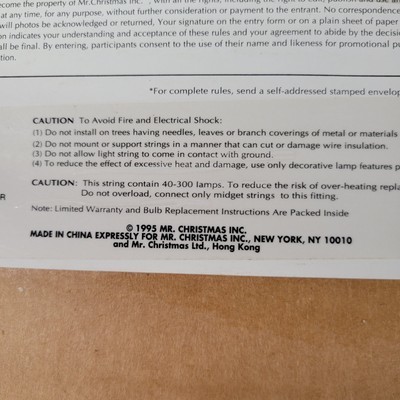 come the property of Mr.Christmas Inc.
at any time, for any purpose, without further consideration or payment to the entrant. No correspondence
will photos be acknowledged or returned, Your signature on the entry form or on a plain sheet of paper
on indicates your understanding and acceptance of these rules and your agreement to abide by the decisi
all be final. By entering, participants consent to the use of their name and likeness for promotional pu
tion.
*For complete rules, send a self-addressed stamped envelop
CAUTION To Avoid Fire and Electrical Shock:
(1) Do not install on trees having needles, leaves or branch coverings of metal or materials
(2) Do not mount or support strings in a manner that can cut or damage wire insulation.
(3) Do not allow light string to come in contact with ground.
(4) To reduce the effect of excessive heat and damage, use only decorative lamp features p
CAUTION: This string contain 40-300 lamps. To reduce the risk of over-heating repla
Do not overload, connect only midget strings to this fitting.
R
Note: Limited Warranty and Bulb Replacement Instructions Are Packed Inside
© 1995 MR. CHRISTMAS INC.
MADE IN CHINA EXPRESSLY FOR MR. CHRISTMAS INC., NEW YORK, NY 10010
and Mr. Christmas Ltd., Hong Kong